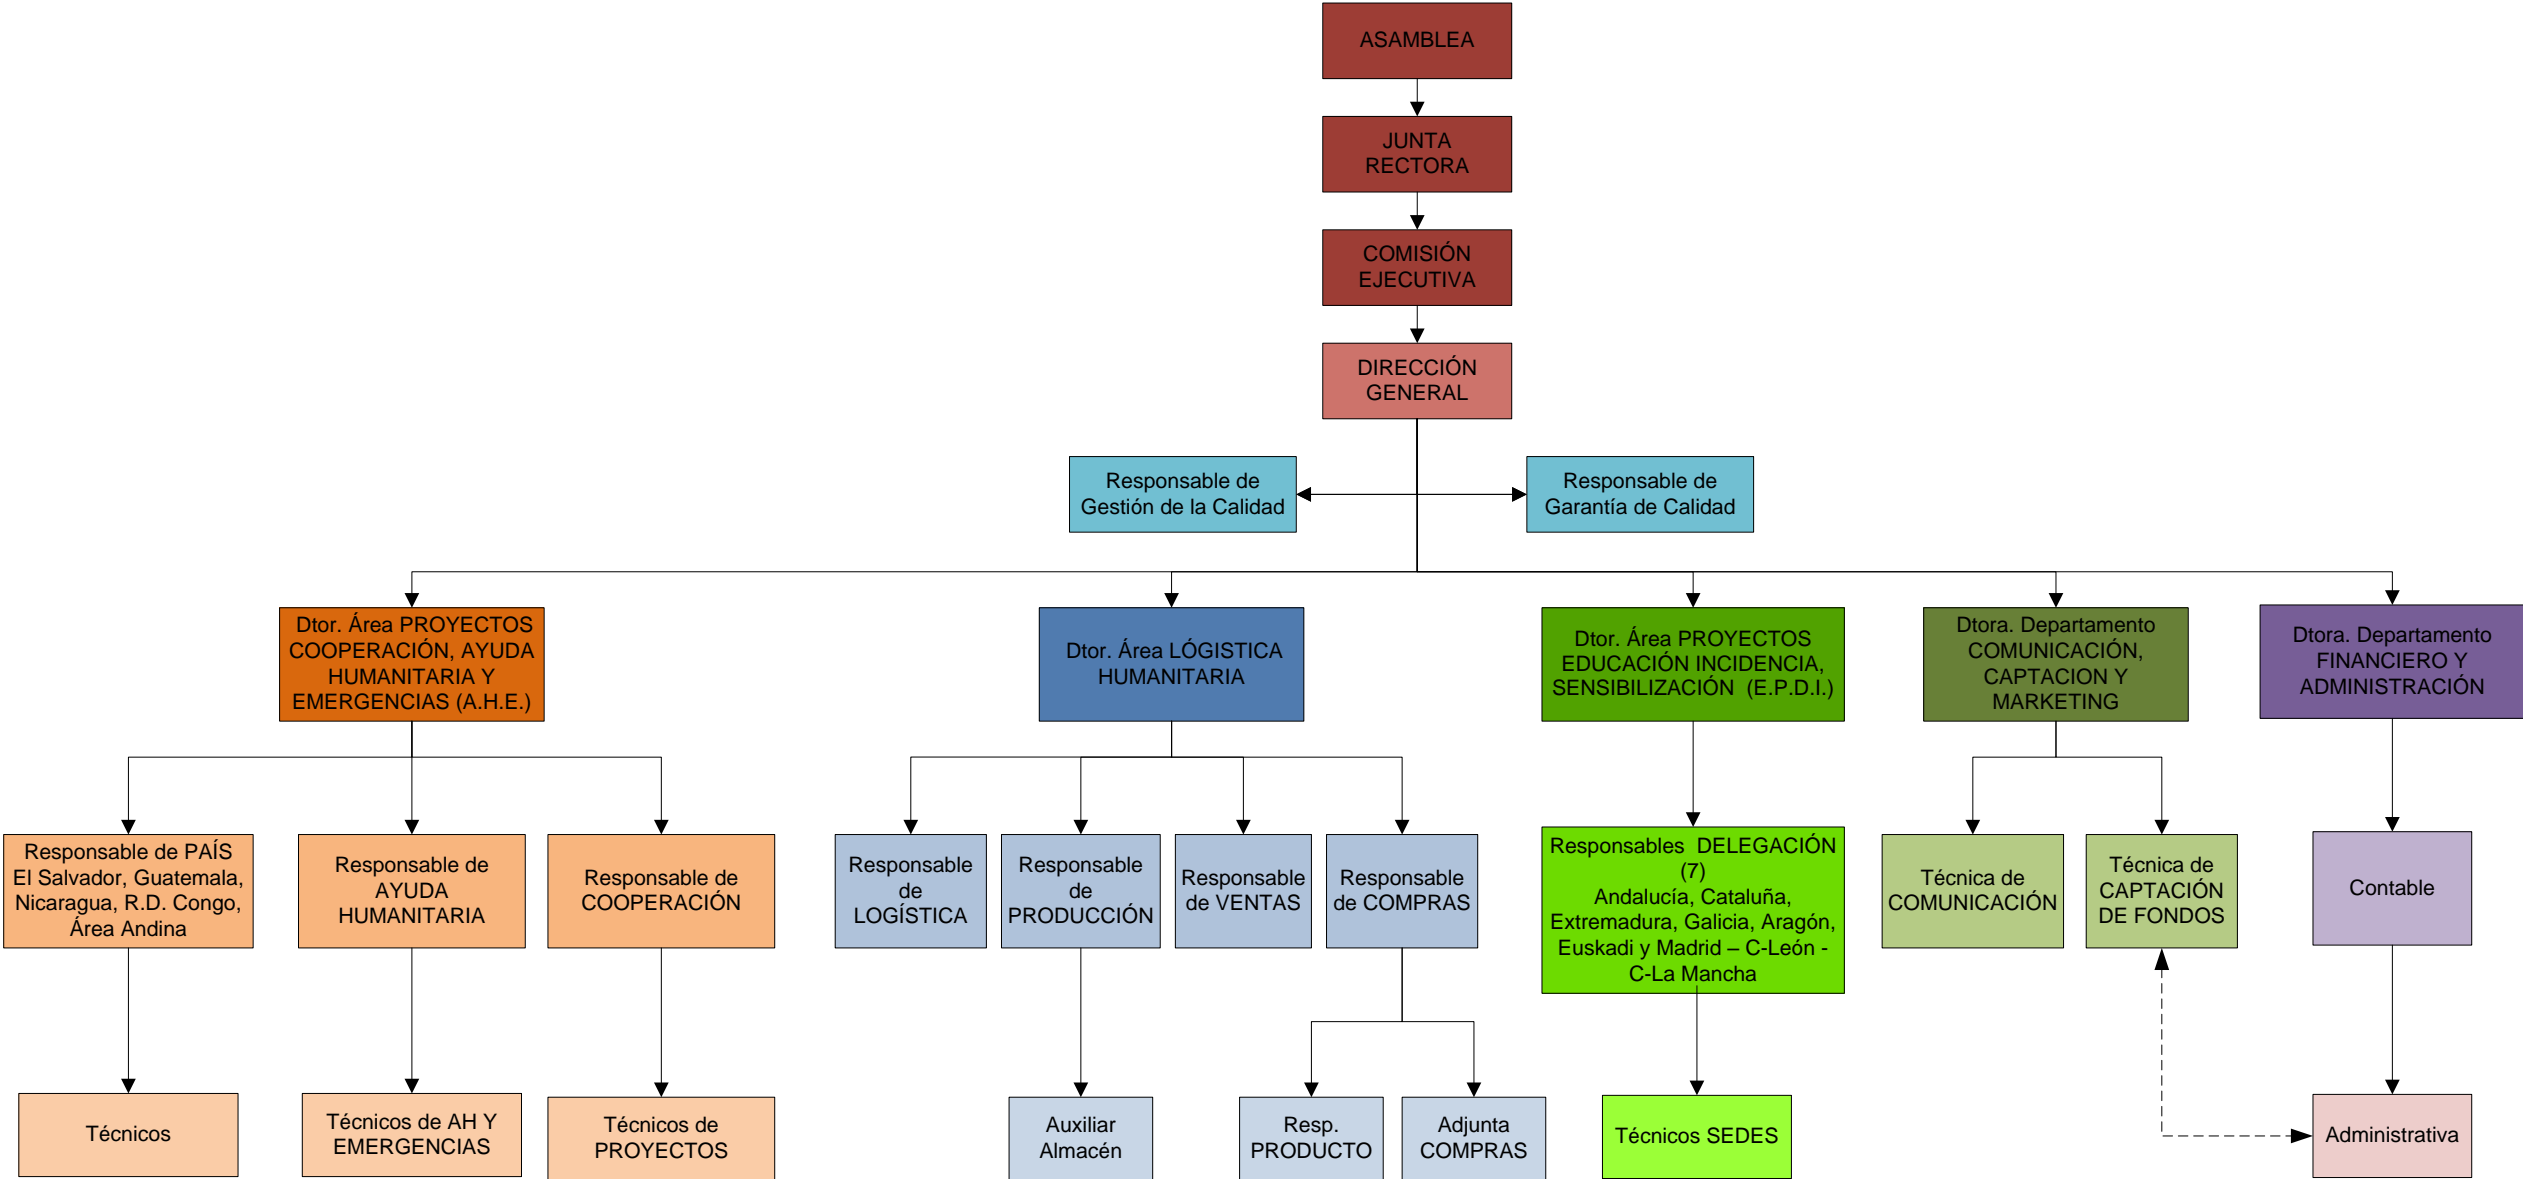 ASAMBLEA
JUNTA
RECTORA
COMISIÓN
EJECUTIVA
DIRECCIÓN
GENERAL
Responsable de
Gestión de la Calidad
Responsable de
Garantía de Calidad
Dtor. Área PROYECTOS
COOPERACIÓN, AYUDA
HUMANITARIA Y
EMERGENCIAS (A.H.E.)
Dtor. Área LÓGISTICA
HUMANITARIA
Dtor. Área PROYECTOS
EDUCACIÓN INCIDENCIA,
SENSIBILIZACIÓN (E.P.D.I.)
Dtora. Departamento
COMUNICACIÓN,
CAPTACION Y
MARKETING
Dtora. Departamento
FINANCIERO Y
ADMINISTRACIÓN
Responsable de PAÍS
El Salvador, Guatemala,
Nicaragua, R.D. Congo,
Área Andina
Responsable de
AYUDA
HUMANITARIA
Responsable de
COOPERACIÓN
Responsable
de
LOGÍSTICA
Responsable
de
PRODUCCIÓN
Responsable
de VENTAS
Responsable
de COMPRAS
Responsables DELEGACIÓN
(7)
Andalucía, Cataluña,
Extremadura, Galicia, Aragón,
Euskadi y Madrid – C-León -
C-La Mancha
Técnica de
COMUNICACIÓN
Técnica de
CAPTACIÓN
DE FONDOS
Contable
Técnicos
Técnicos de AH Y
EMERGENCIAS
Técnicos de
PROYECTOS
Auxiliar
Almacén
Resp.
PRODUCTO
Adjunta
COMPRAS
Técnicos SEDES
Administrativa